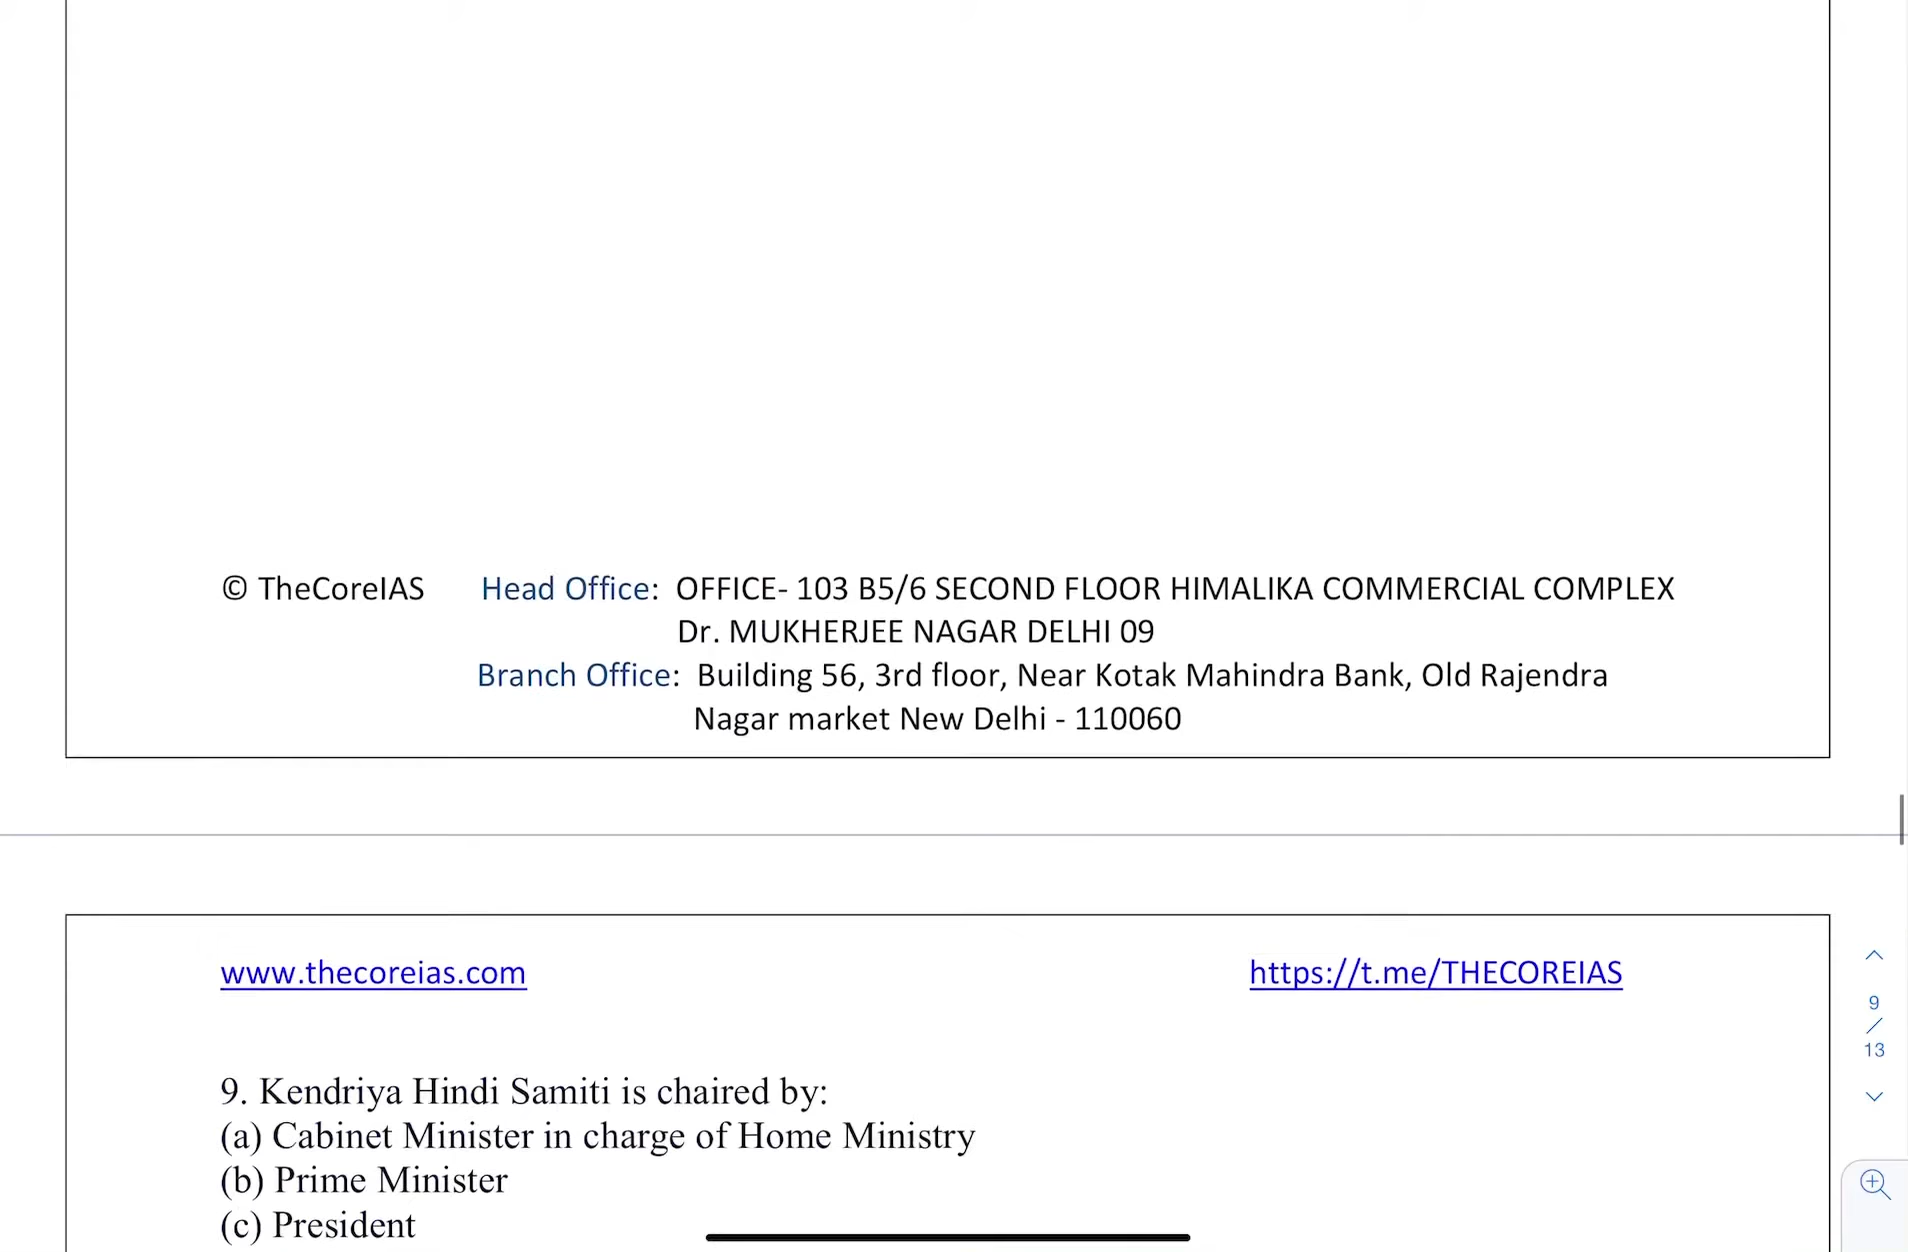 © TheCoreIAS Head Office: OFFICE- 103 B5/6 SECOND FLOOR HIMALIKA COMMERCIAL COMPLEX
Dr. MUKHERJEE NAGAR DELHI 09
Branch Office: Building 56, 3rd floor, Near Kotak Mahindra Bank, Old Rajendra
Nagar market New Delhi - 110060
www.thecoreias.com https://t.me/THECOREIAS
9
/
13
9. Kendriya Hindi Samiti is chaired by:
(a) Cabinet Minister in charge of Home Ministry
(b) Prime Minister
(c) President